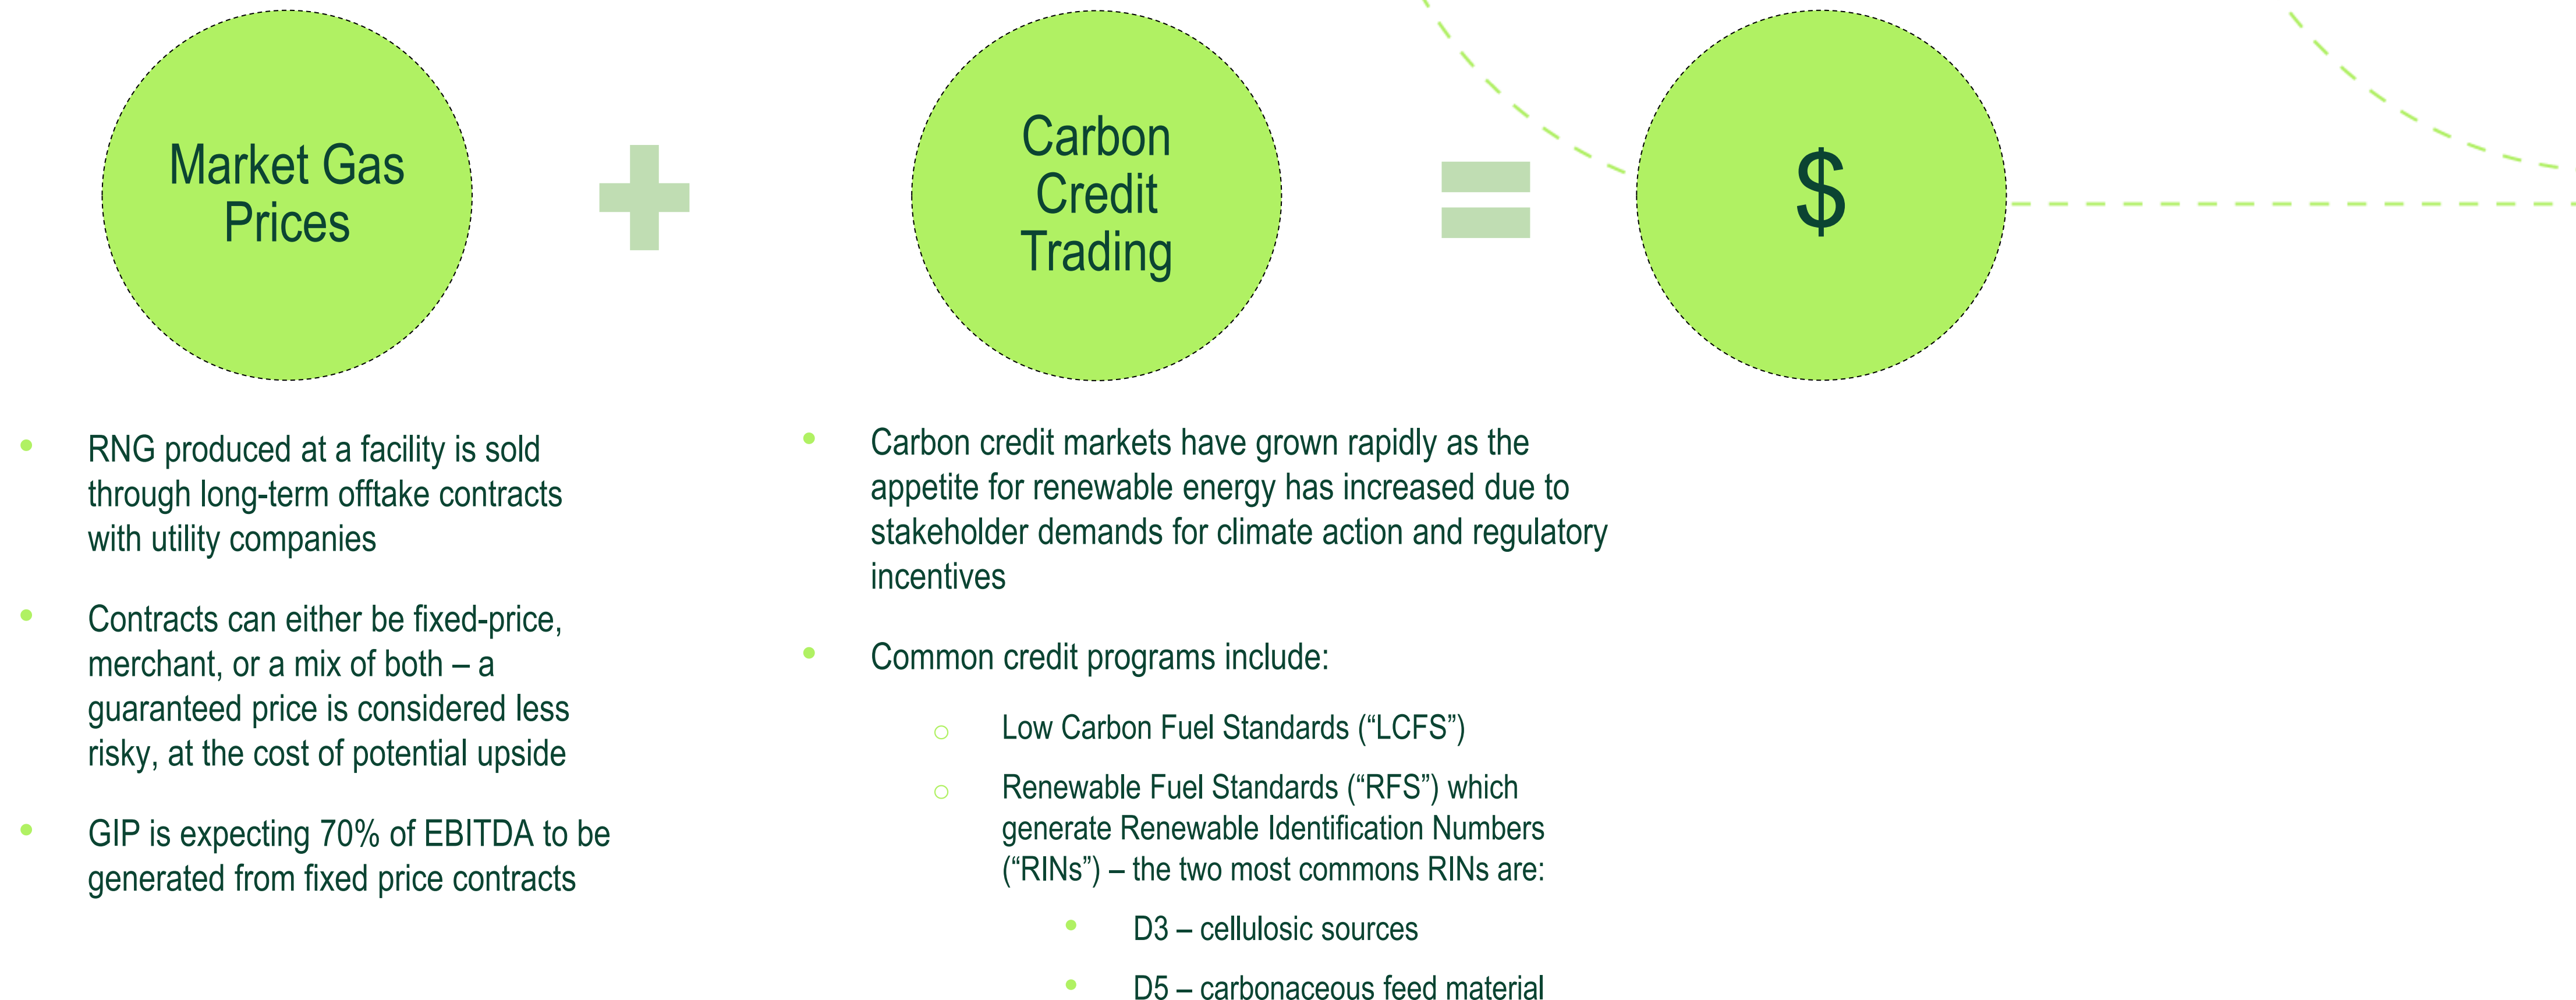 Market Gas
Prices
Carbon
Credit
Trading
$
• RNG produced at a facility is sold
through long-term offtake contracts
with utility companies
• Contracts can either be fixed-price,
merchant, or a mix of both – a
guaranteed price is considered less
risky, at the cost of potential upside
• GIP is expecting 70% of EBITDA to be
generated from fixed price contracts
• Carbon credit markets have grown rapidly as the
appetite for renewable energy has increased due to
stakeholder demands for climate action and regulatory
incentives
• Common credit programs include:
○ Low Carbon Fuel Standards (“LCFS”)
○ Renewable Fuel Standards (“RFS”) which
generate Renewable Identification Numbers
(“RINs”) – the two most commons RINs are:
• D3 – cellulosic sources
• D5 – carbonaceous feed material